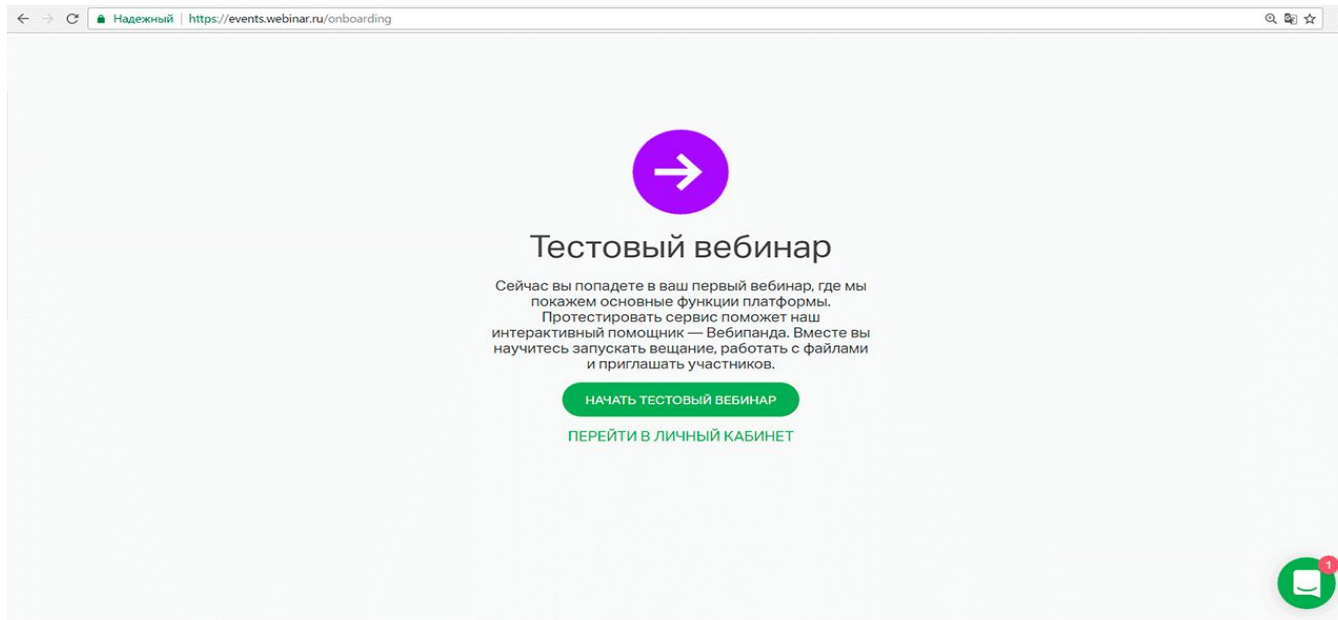 Надежный | https://events.webinar.ru/onboarding
Тестовый вебинар
Сейчас вы попадете в ваш первый вебинар, где мы
покажем основные функции платформы.
Протестировать сервис поможет наш
интерактивный помощник — Вебипанда. Вместе вы
научитесь запускать вещание, работать с файлами
и приглашать участников.
НАЧАТЬ ТЕСТОВЫЙ ВЕБИНАР
ПЕРЕЙТИ В ЛИЧНЫЙ КАБИНЕТ
1